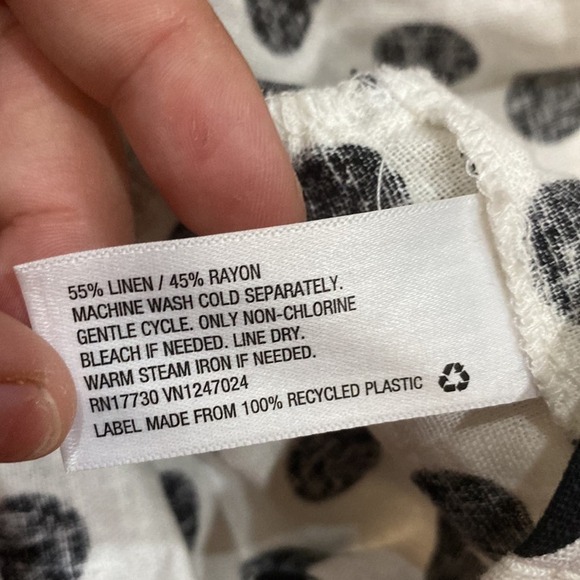 55% LINEN / 45% RAYON
MACHINE WASH COLD SEPARATELY.
GENTLE CYCLE. ONLY NON-CHLORINE
BLEACH IF NEEDED. LINE DRY.
WARM STEAM IRON IF NEEDED.
RN17730 VN1247024
LABEL MADE FROM 100% RECYCLED PLASTIC